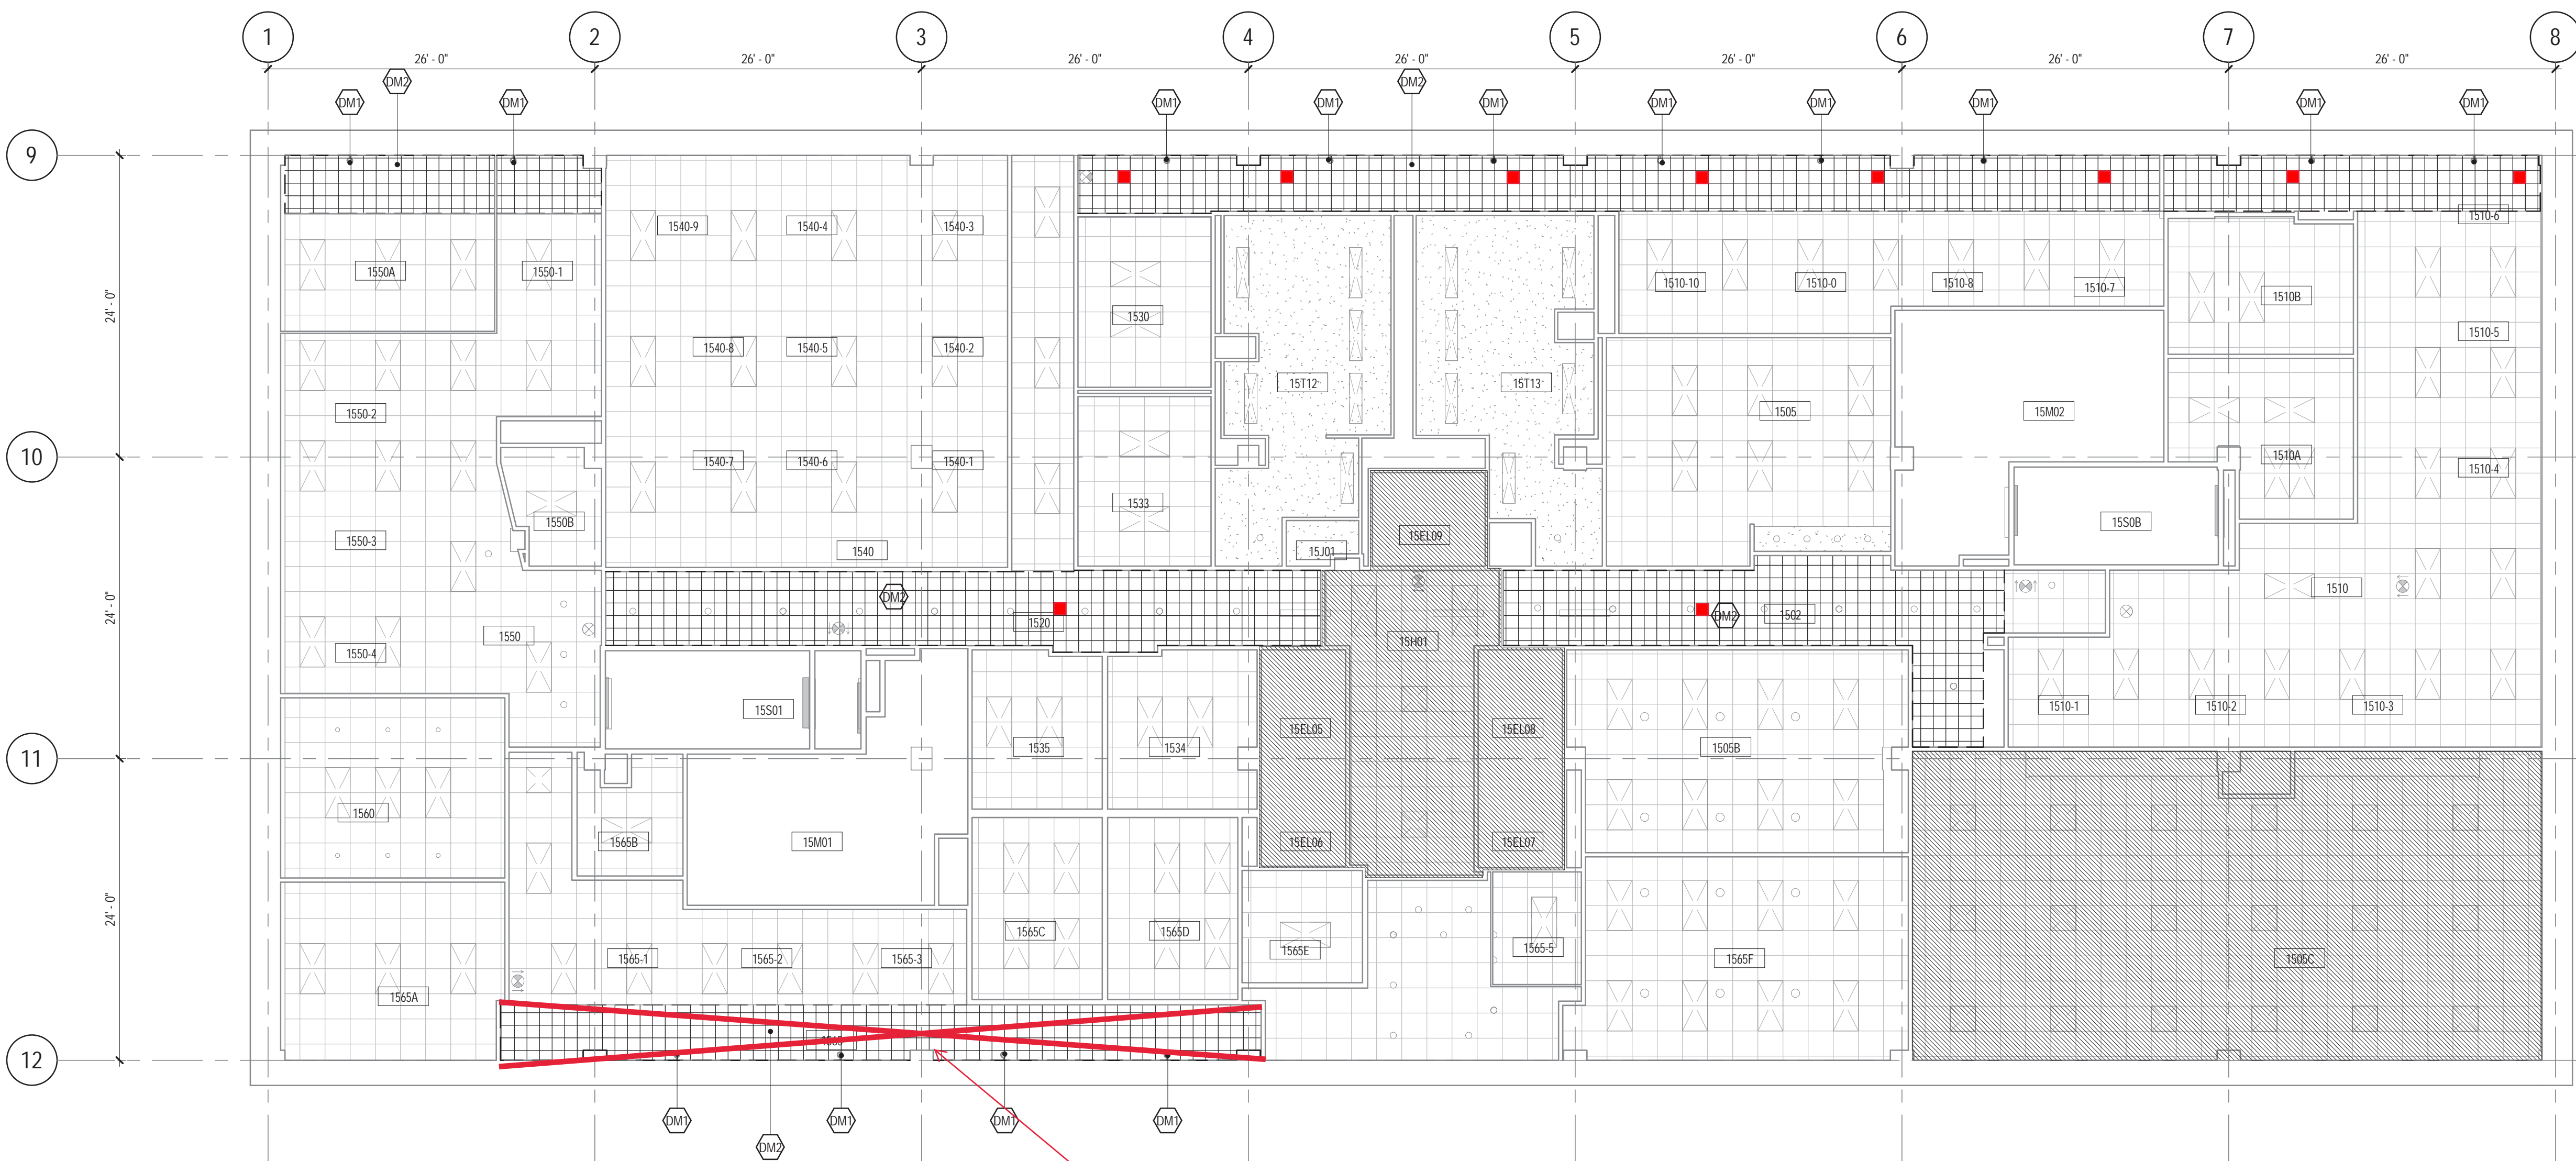 1 2 3 4 5 6 7 8
26' - 0" 26' - 0" 26' - 0" 26' - 0" 26' - 0" 26' - 0" 26' - 0"
DM2 DM2
DM1 DM1 DM1 DM1 DM1 DM1 DM1 DM1 DM1 DM1
9
1510-6
1540-9 1540-4 1540-3
1550A 1550-1
1510-10 1510-0 1510-8 1510-7
24' - 0"
1510B
1530
1510-5
1540-8 1540-5 1540-2
15T12 15T13
1550-2 1505 15M02
10
1540-7 1540-6 1540-1 1510A
1510-4
1533
1550B 15S0B
15EL09
1550-3
1540 15J01
1510
DM2
24' - 0"
1520 DM2 1502
1550 15H01
1550-4
15S01 1510-1 1510-2 1510-3
15EL05 15EL08
1535 1534 1505B
11
1560
1565B 15M01 15EL06 15EL07
24' - 0"
1565C 1565D
1565E 1565-5
1565-1 1565-2 1565-3 1565F 1505C
1565A
1565
12
DM1 DM1 DM1 DM1
DM2